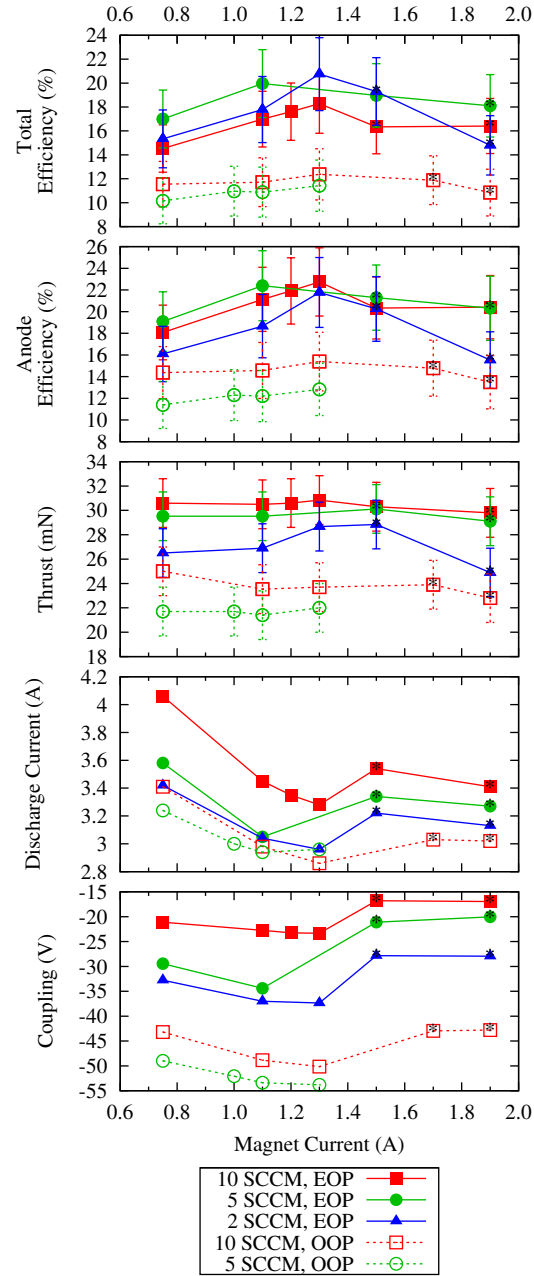 0.6 0.8 1.0 1.2 1.4 1.6 1.8 2.0
24
22
20
18
16
14
12
10
8
Total
Efficiency (%)
26
24
22
20
18
16
14
12
10
8
Anode
Efficiency (%)
34
32
30
28
26
24
22
20
18
Thrust (mN)
4.2
4
3.6
3.4
3.2
3
2.8
Discharge Current (A)
-15
-20
-25
-30
-35
-40
-45
-50
-55
Coupling (V)
0.6 0.8 1.0 1.2 1.4 1.6 1.8 2.0
Magnet Current (A)
10 SCCM, EOP
5 SCCM, EOP
2 SCCM, EOP
10 SCCM, OOP
5 SCCM, OOP